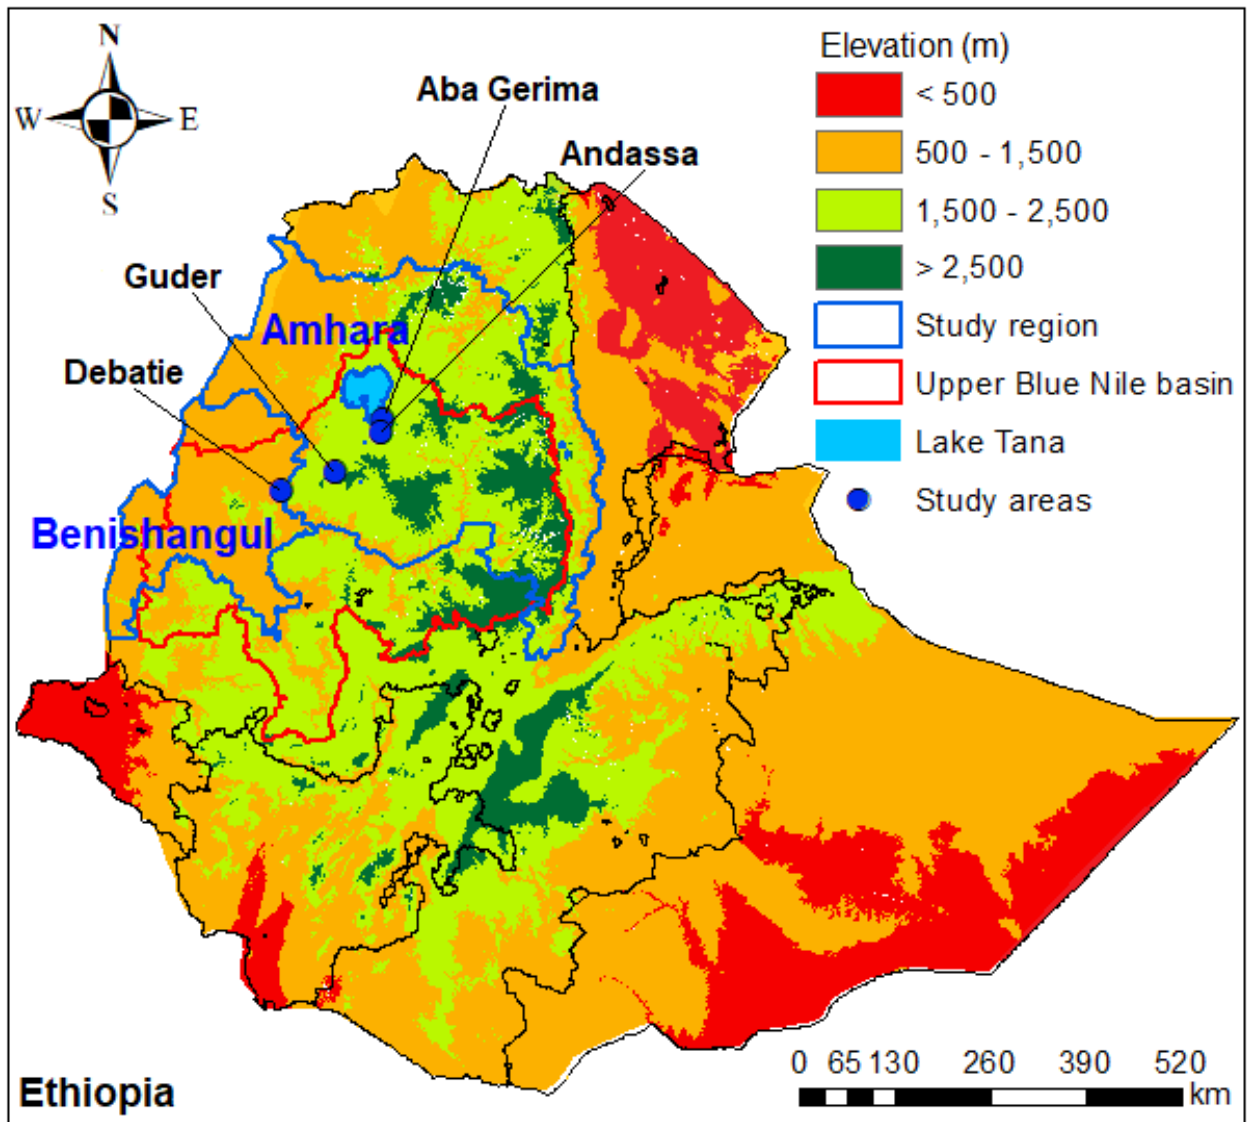 N
W E
S
Aba Gerima
Andassa
Guder
Debatie
Amhara
Benishangul
Elevation (m)
< 500
500 - 1,500
1,500 - 2,500
> 2,500
Study region
Upper Blue Nile basin
Lake Tana
Study areas
0 65 130 260 390 520
km
Ethiopia